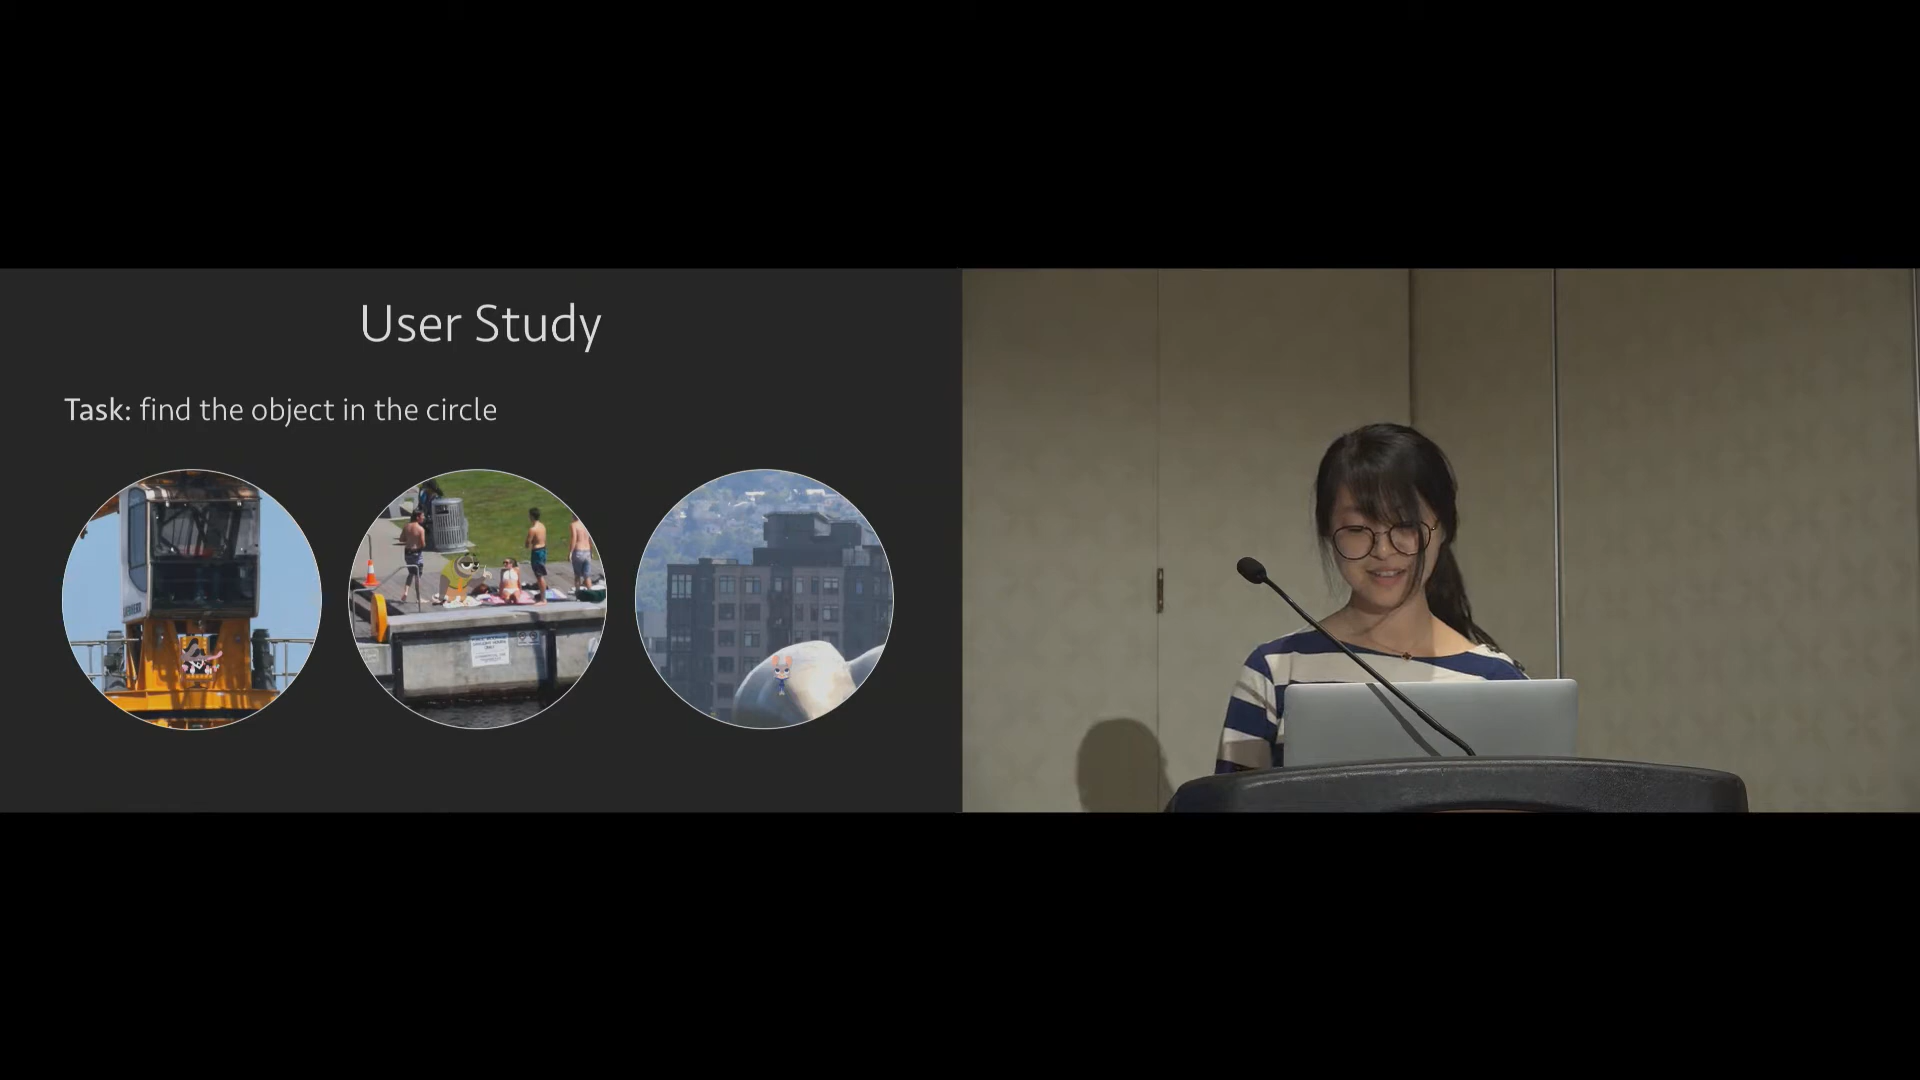 User Study
Task: find the object in the circle